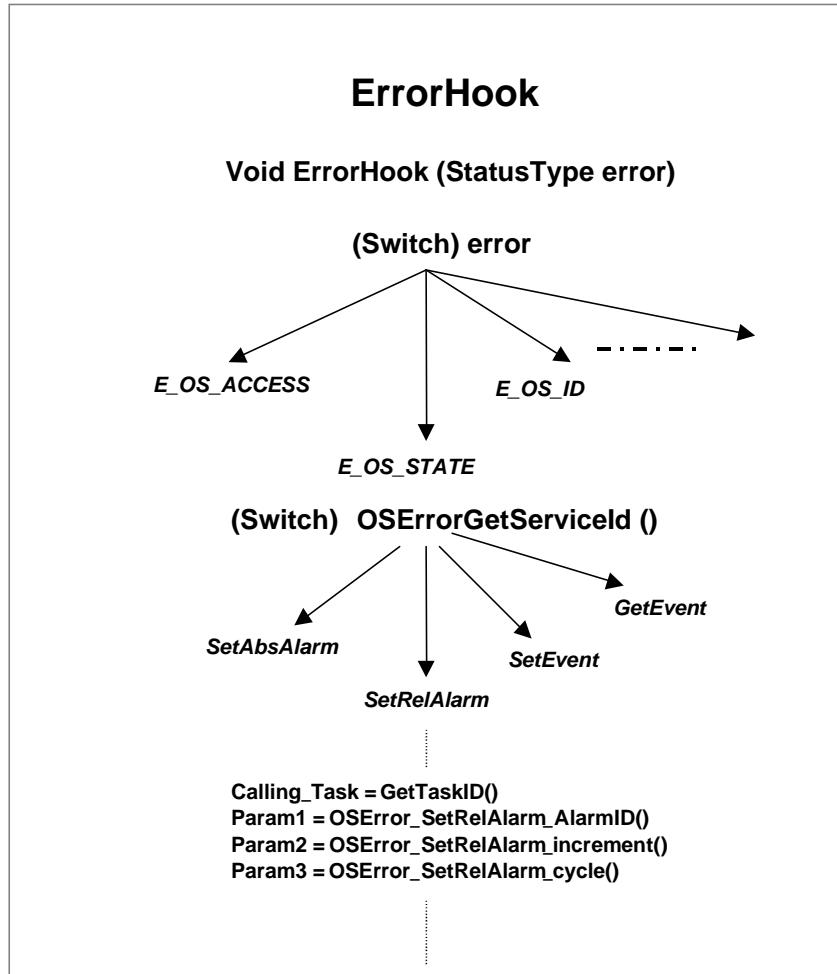 ErrorHook
Void ErrorHook (StatusType error)
(Switch) error
E_OS_ACCESS
E_OS_ID
E_OS_STATE
(Switch) OSErrorGetServiceId ()
GetEvent
SetAbsAlarm
SetEvent
SetRelAlarm
Calling_Task = GetTaskID()
Param1 = OSError_SetRelAlarm_AlarmID()
Param2 = OSError_SetRelAlarm_increment()
Param3 = OSError_SetRelAlarm_cycle()